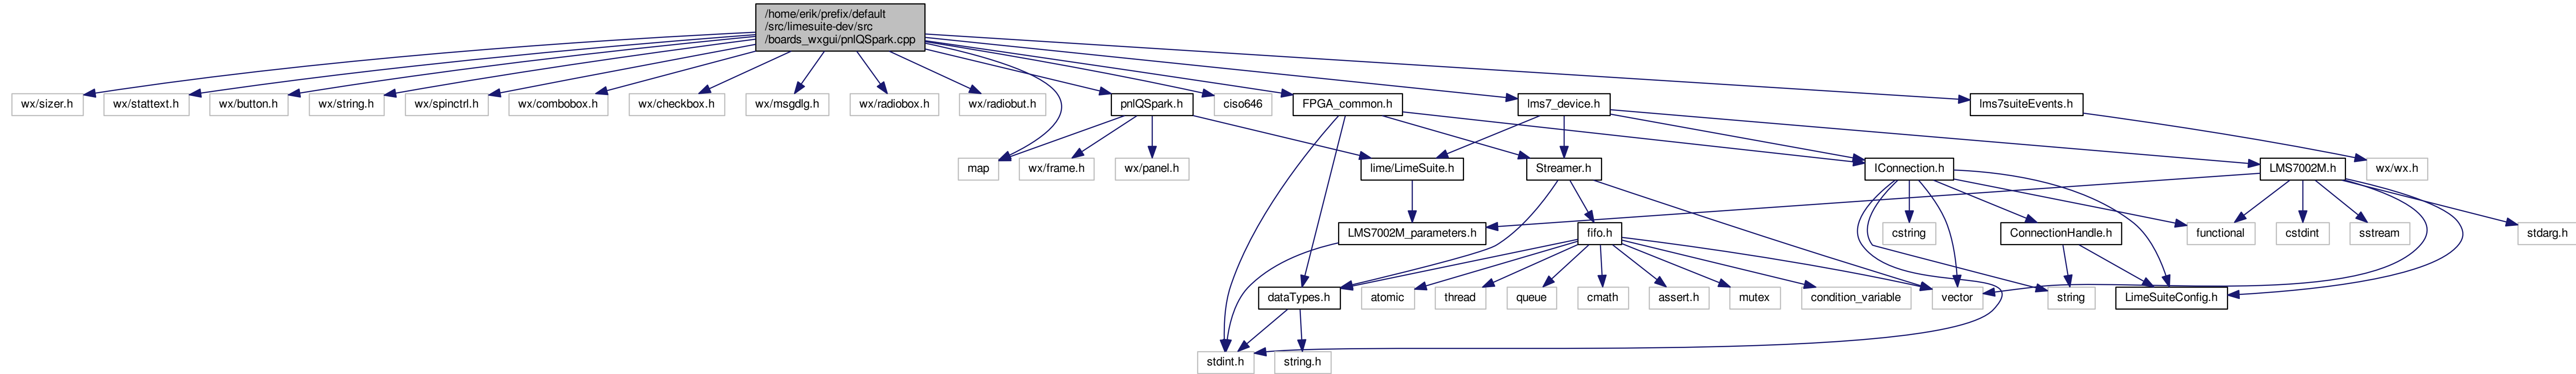 /home/erik/prefix/default
/src/limesuite-dev/src
/boards_wxgui/pnlQSpark.cpp
wx/sizer.h
wx/stattext.h
wx/button.h
wx/string.h
wx/spinctrl.h
wx/combobox.h
wx/checkbox.h
wx/msgdlg.h
wx/radiobox.h
wx/radiobut.h
pnlQSpark.h
ciso646
FPGA_common.h
lms7_device.h
lms7suiteEvents.h
map
wx/frame.h
wx/panel.h
lime/LimeSuite.h
Streamer.h
IConnection.h
LMS7002M.h
wx/wx.h
LMS7002M_parameters.h
fifo.h
cstring
ConnectionHandle.h
functional
cstdint
sstream
stdarg.h
dataTypes.h
atomic
thread
queue
cmath
assert.h
mutex
condition_variable
vector
string
LimeSuiteConfig.h
stdint.h
string.h